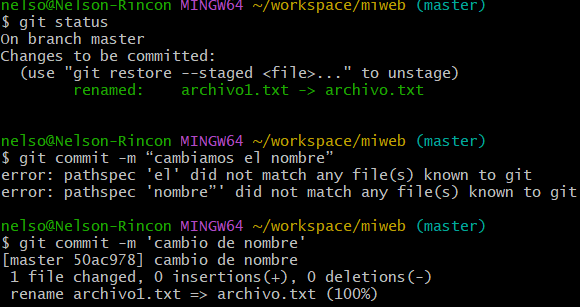 nelso@Nelson-Rincon MINGW64 ~/workspace/miweb (master)
$ git status
On branch master
Changes to be committed:
  (use "git restore --staged <file>..." to unstage)
        renamed:    archivo1.txt -> archivo.txt
nelso@Nelson-Rincon MINGW64 ~/workspace/miweb (master)
$ git commit -m “cambiamos el nombre”
error: pathspec 'el' did not match any file(s) known to git
error: pathspec 'nombre”' did not match any file(s) known to git
nelso@Nelson-Rincon MINGW64 ~/workspace/miweb (master)
$ git commit -m 'cambio de nombre'
[master 50ac978] cambio de nombre
 1 file changed, 0 insertions(+), 0 deletions(-)
 rename archivo1.txt => archivo.txt (100%)